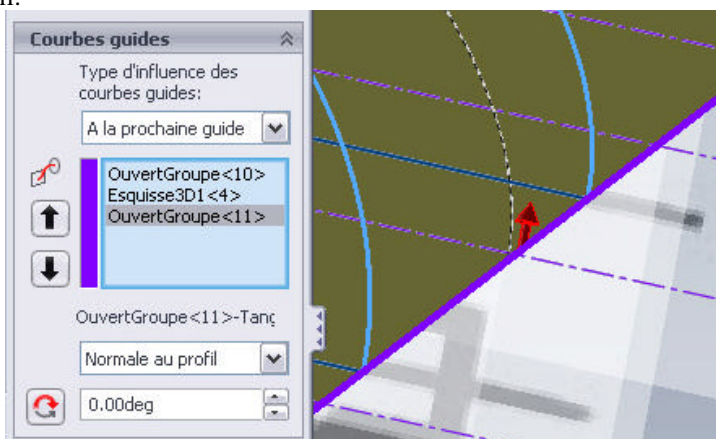 Courbes guides
Type d'influence des
courbes guides:
A la prochaine guide
OuvertGroupe<10>
Esquisse3D1<4>
OuvertGroupe<11>
OuvertGroupe<11>-Tang
Normale au profil
0.00deg